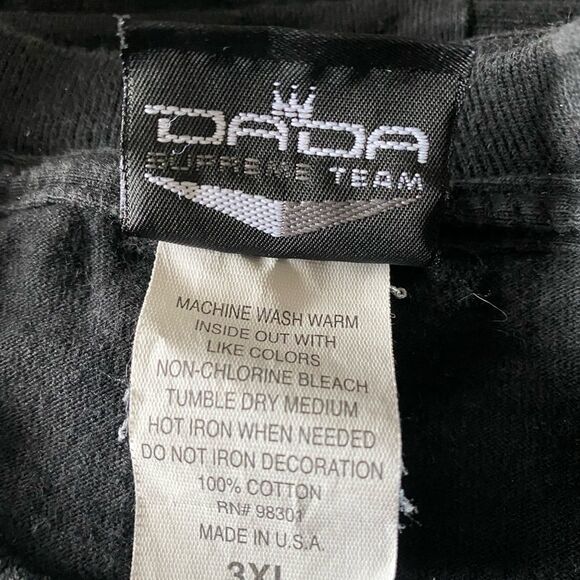 DADA
SUPREME TEAM
MACHINE WASH WARM
INSIDE OUT WITH
LIKE COLORS
NON-CHLORINE BLEACH
TUMBLE DRY MEDIUM
HOT IRON WHEN NEEDED
DO NOT IRON DECORATION
100% COTTON
RN# 98301
MADE IN U.S.A.
3XL